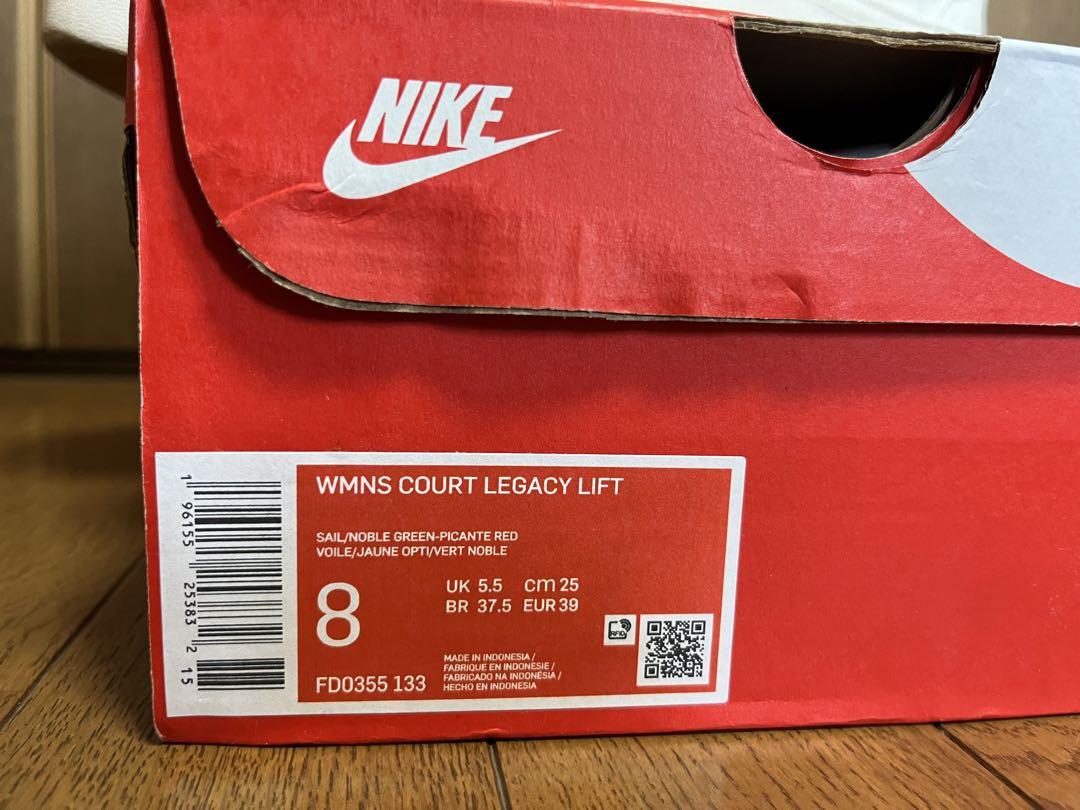 NIKE
WMNS COURT LEGACY LIFT
SAIL/NOBLE GREEN-PICANTE RED
VOILE/JAUNE OPTI/VERT NOBLE
8
UK 5.5 cm 25
BR 37.5 EUR 39
RFID
MADE IN INDONESIA /
FABRIQUE EN INDONESIE /
FABRICADO NA INDONÉSIA /
HECHO EN INDONESIA
FD0355 133
1 96155 25383 2 15